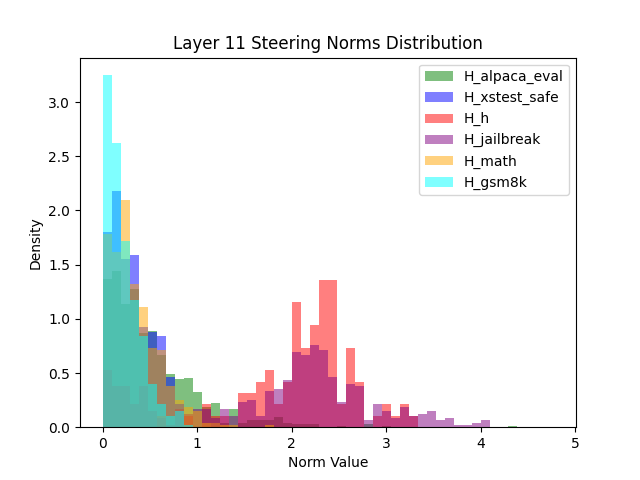 Layer 11 Steering Norms Distribution
H_alpaca_eval
H_xstest_safe
H_h
H_jailbreak
H_math
H_gsm8k
Density
3.0
2.5
2.0
1.5
1.0
0.5
0.0
0 1 2 3 4 5
Norm Value